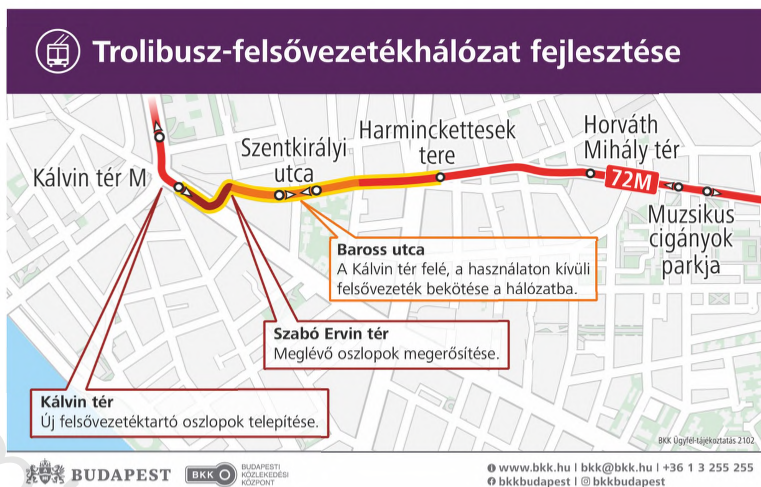 Trolibusz-felsővezetékhálózat fejlesztése
Kálvin tér M
Szentkirályi
utca
Harminckettesek
tere
Horváth
Mihály tér
72M
Muzsikus
cigányok
parkja
Baross utca
A Kálvin tér felé, a használaton kívüli
felsővezeték bekötése a hálózatba.
Szabó Ervin tér
Meglévő oszlopok megerősítése.
Kálvin tér
Új felsővezetéktartó oszlopok telepítése.
BKK Ügyfél-tájékoztatás 2102
BUDAPEST
BKK
BUDAPESTI
KÖZLEKEDÉSI
KÖZPONT
www.bkk.hu I bkk@bkk.hu I +36 1 3 255 255
bkkbudapest I bkkbudapest